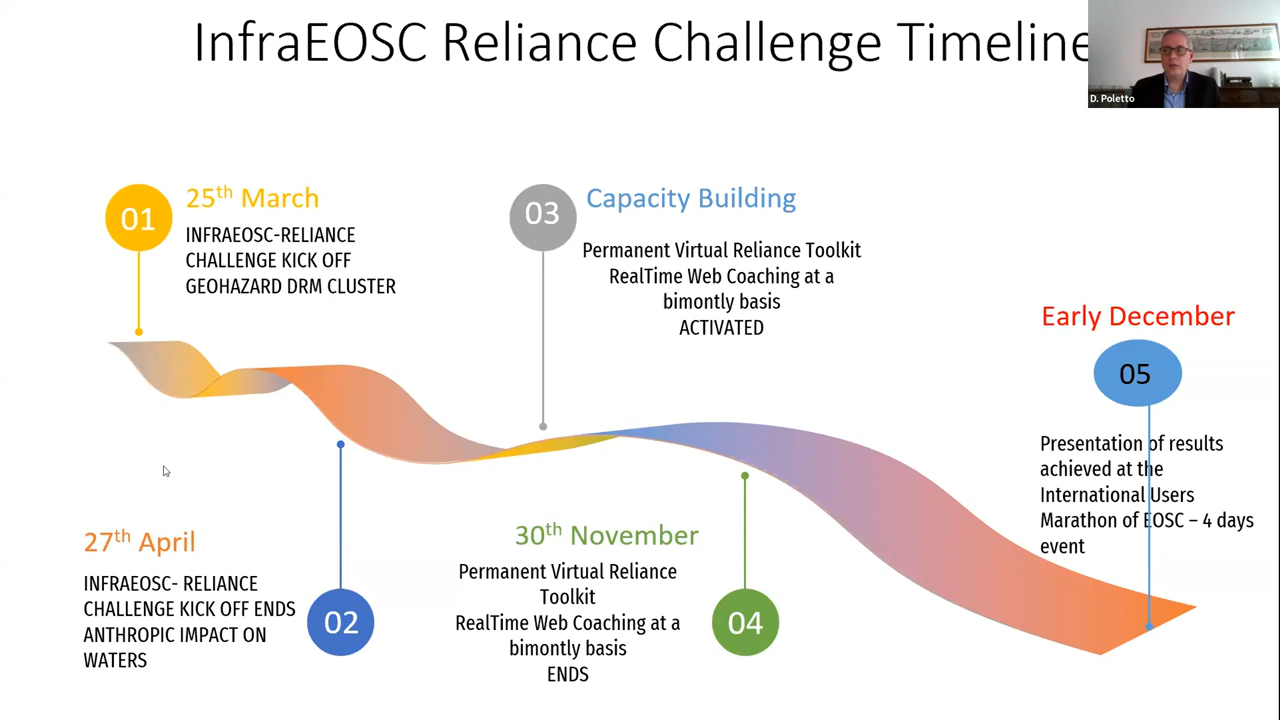 InfraEOSC Reliance Challenge Timeline
D. Poletto
01
25th March
INFRAEOSC-RELIANCE
CHALLENGE KICK OFF
GEOHAZARD DRM CLUSTER
03
Capacity Building
Permanent Virtual Reliance Toolkit
RealTime Web Coaching at a
bimontly basis
ACTIVATED
Early December
05
Presentation of results
achieved at the
International Users
Marathon of EOSC – 4 days
event
27th April
INFRAEOSC- RELIANCE
CHALLENGE KICK OFF ENDS
ANTHROPIC IMPACT ON
WATERS
02
30th November
Permanent Virtual Reliance
Toolkit
RealTime Web Coaching at a
bimontly basis
ENDS
04